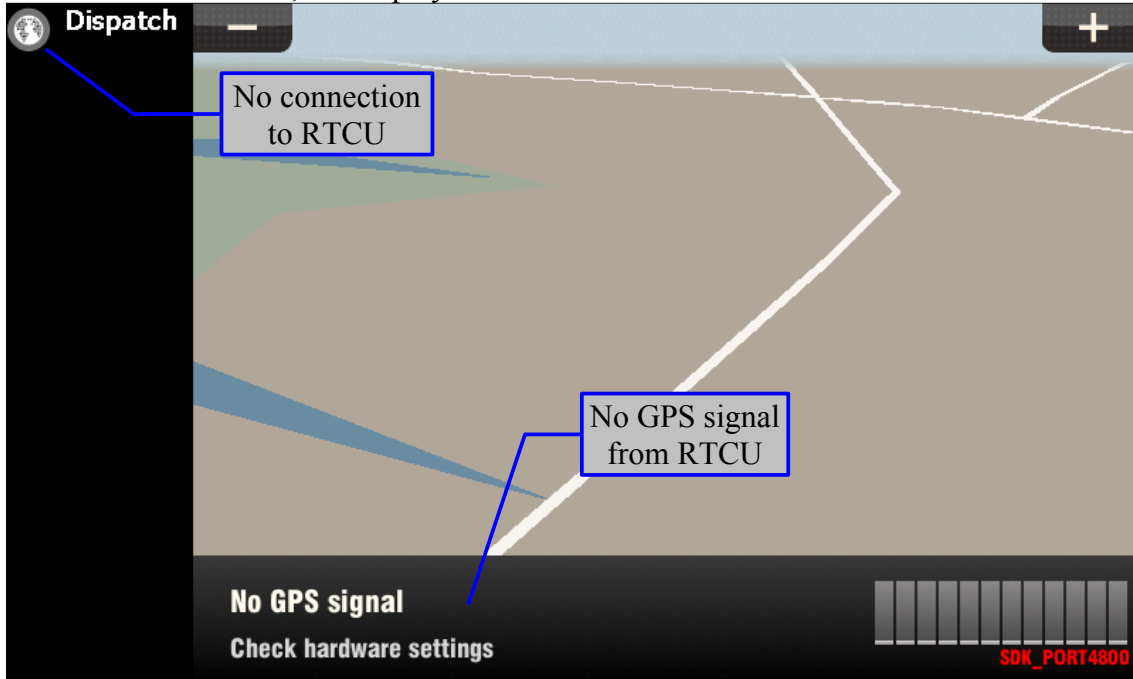 Dispatch
−
+
No connection
to RTCU
No GPS signal
from RTCU
No GPS signal
Check hardware settings
SDK_PORT4800